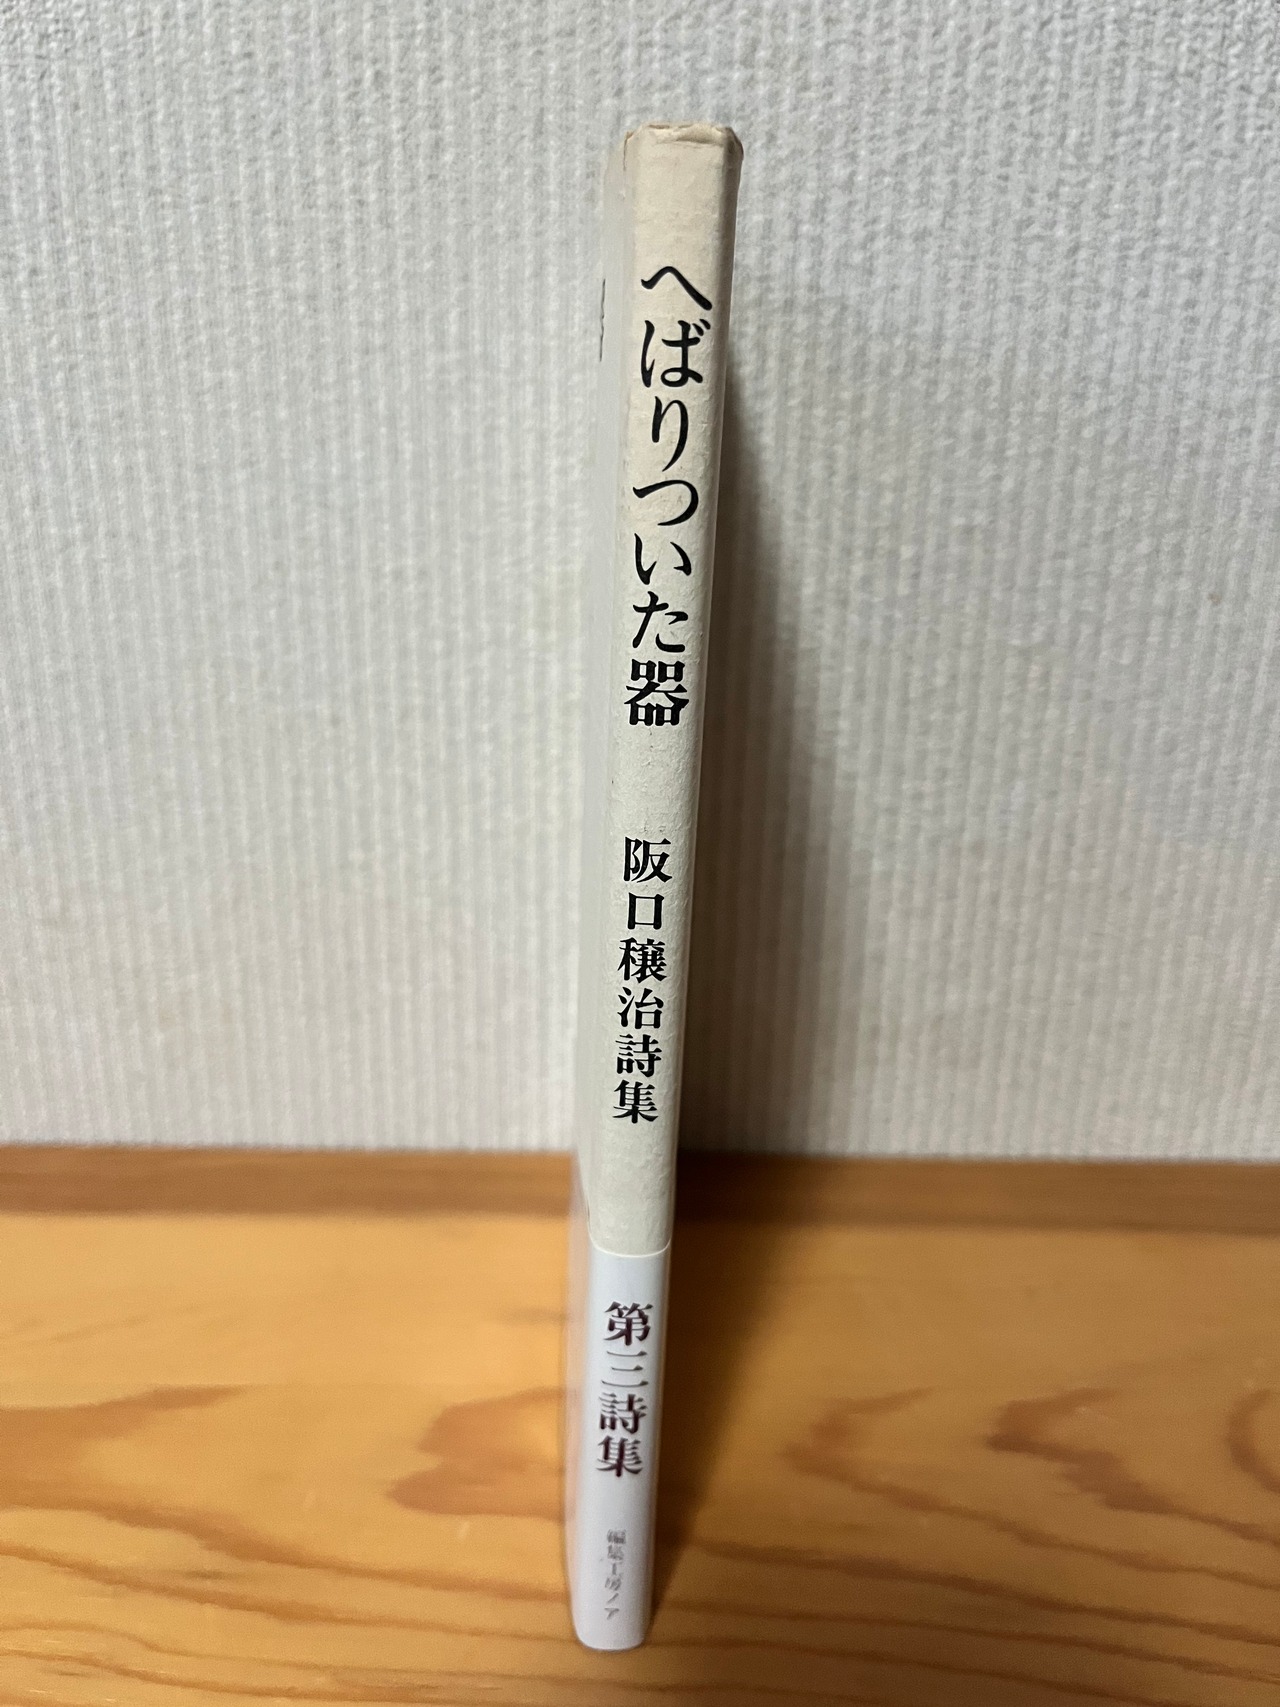 へばりついた器
阪口穣治詩集
第三詩集
編集工房ノア